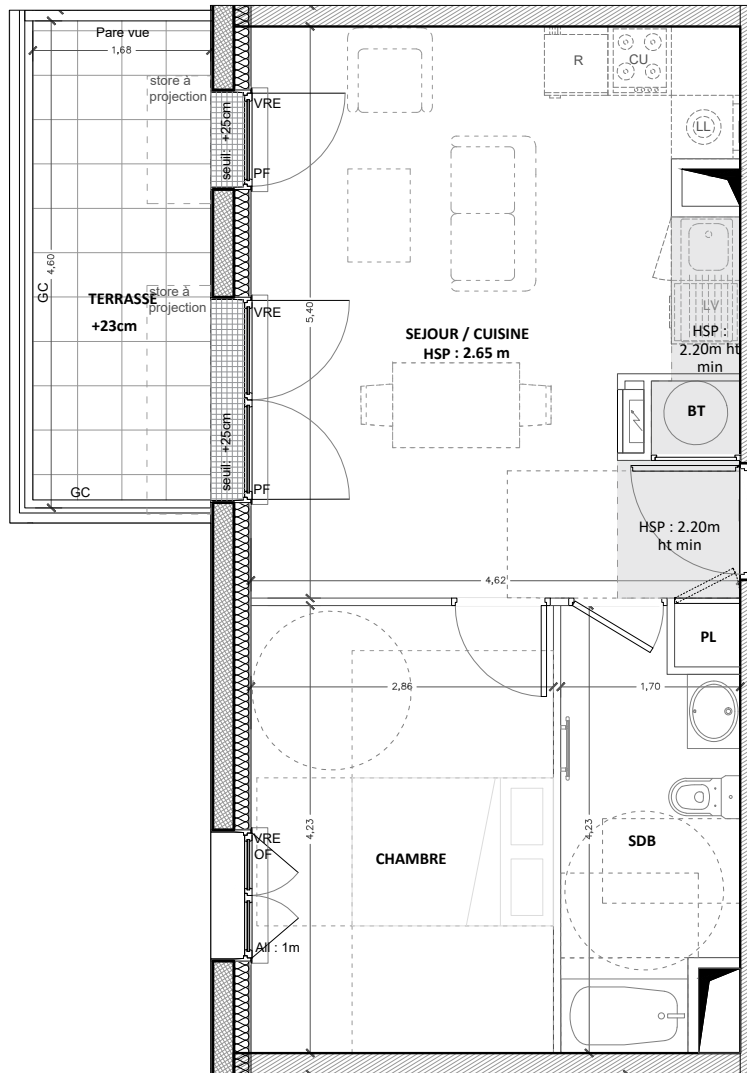 Pare vue
1,68
store à
projection
VRE
seuil: +25cm
PF
R
CU
LL
GC
4,60
TERRASSE
+23cm
store à
projection
VRE
5,40
SEJOUR / CUISINE
HSP : 2.65 m
LV
HSP :
2.20m ht
min
BT
seuil: +25cm
PF
GC
HSP : 2.20m
ht min
4,62
PL
2,86
1,70
4,23
VRE
OF
CHAMBRE
4,23
SDB
All : 1m